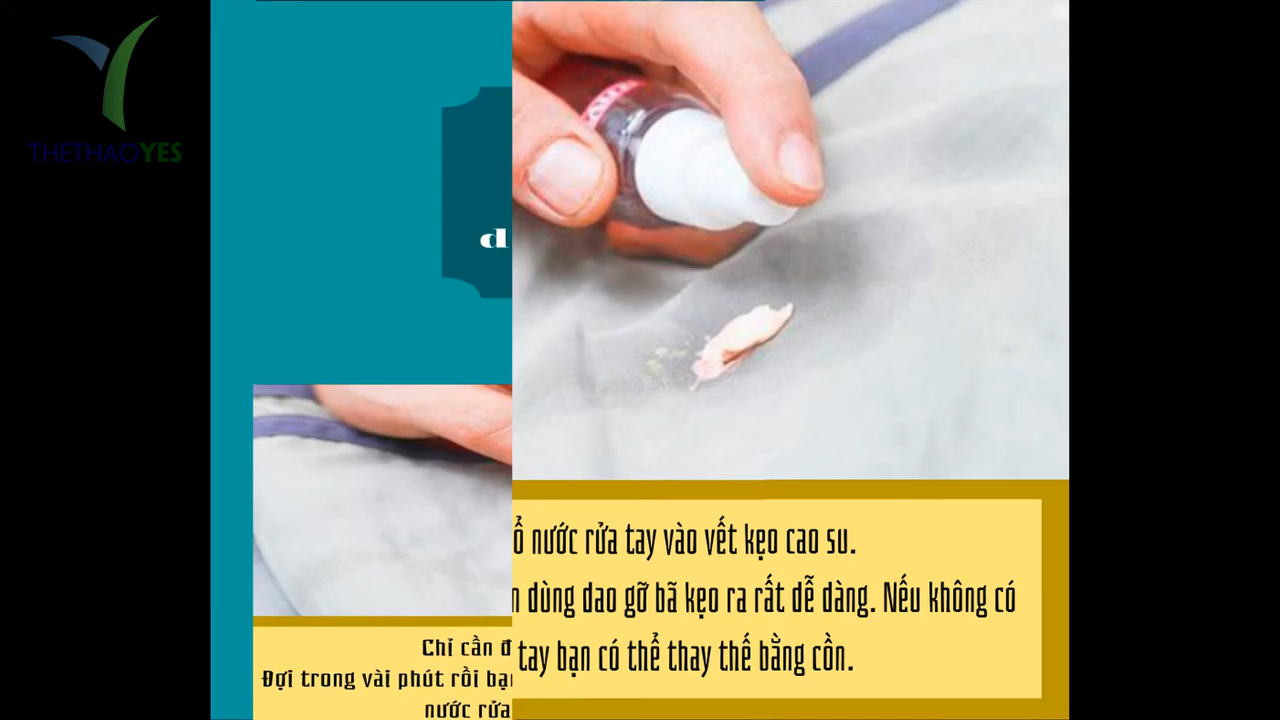 THETHAOYES
d
ổ nước rửa tay vào vết kẹo cao su.
n dùng dao gỡ bã kẹo ra rất dễ dàng. Nếu không có
tay bạn có thể thay thế bằng cồn.
Chỉ cần đ
Đợi trong vài phút rồi bạ
nước rửa